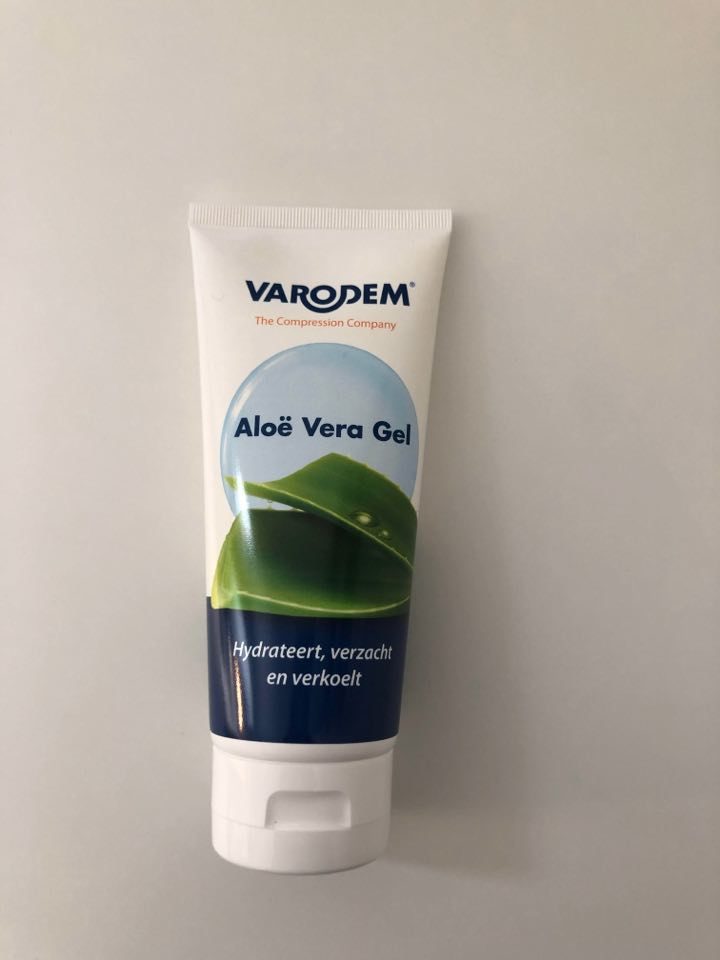 VARODEM®
The Compression Company
Aloë Vera Gel
Hydrateert, verzacht
en verkoelt